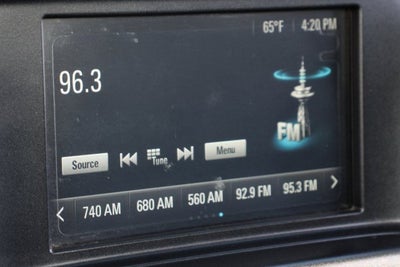 65°F 4:20 PM
96.3
FM
Source Tune Menu
740 AM 680 AM 560 AM 92.9 FM 95.3 FM